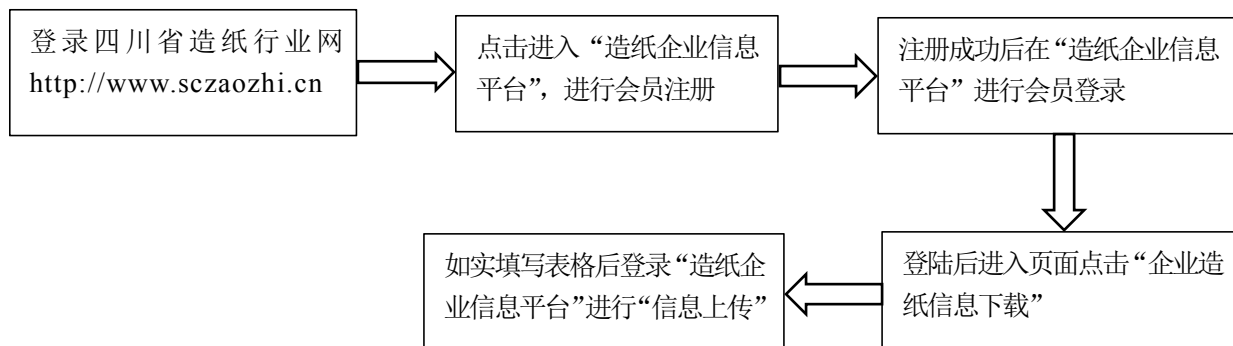 登录四川省造纸行业网
http://www.sczaozhi.cn
点击进入“造纸企业信息
平台”，进行会员注册
注册成功后在“造纸企业信息
平台”进行会员登录
登陆后进入页面点击“企业造
纸信息下载”
如实填写表格后登录“造纸企
业信息平台”进行“信息上传”